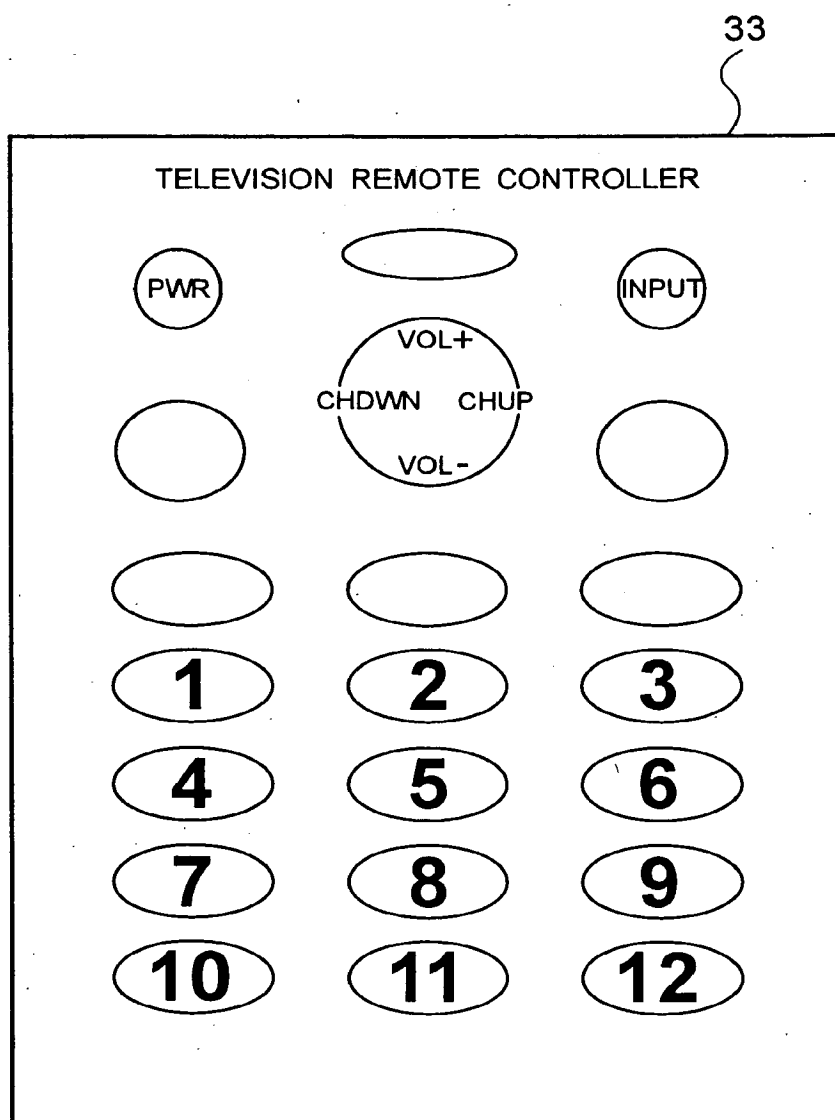 33
TELEVISION REMOTE CONTROLLER
PWR
INPUT
VOL+
CHDWN CHUP
VOL-
1 2 3
4 5 6
7 8 9
10 11 12